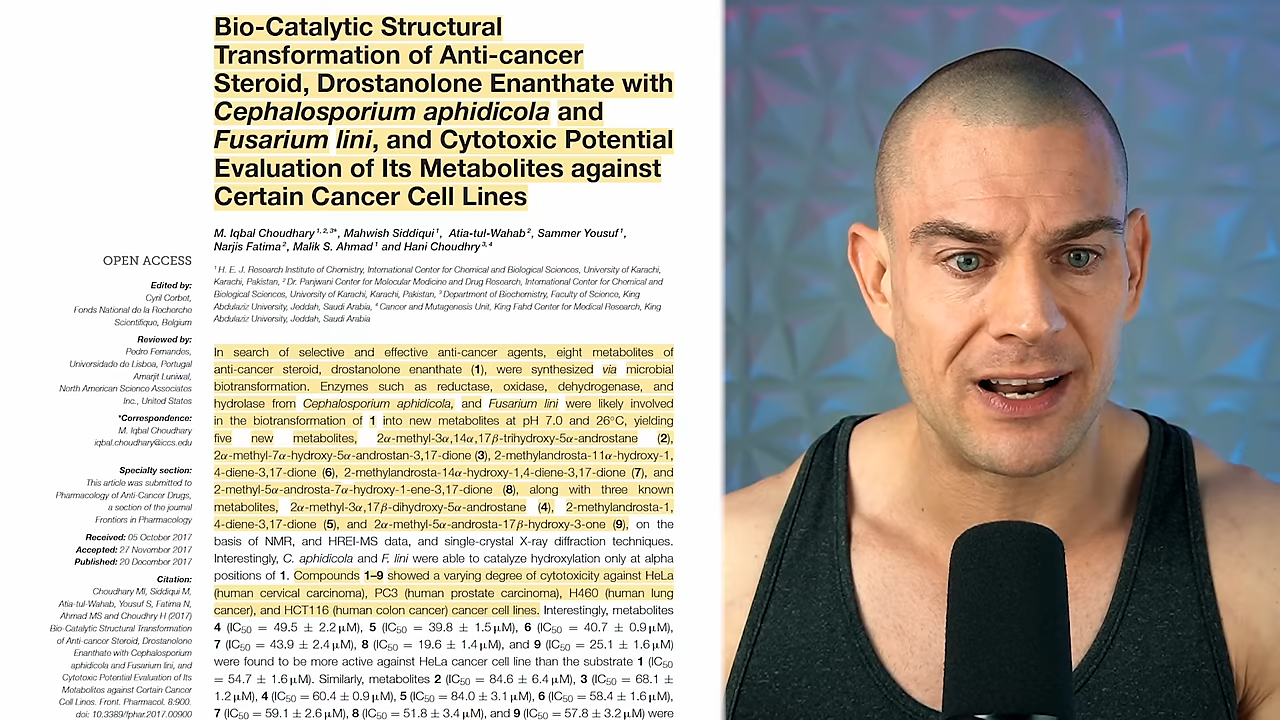 Bio-Catalytic Structural
Transformation of Anti-cancer
Steroid, Drostanolone Enanthate with
Cephalosporium aphidicola and
Fusarium lini, and Cytotoxic Potential
Evaluation of Its Metabolites against
Certain Cancer Cell Lines
M. Iqbal Choudhary 1, 2, 3*, Mahwish Siddiqui 1, Atia-tul-Wahab 2, Sammer Yousuf 1,
Narjis Fatima 2, Malik S. Ahmad 1 and Hani Choudhry 3, 4
1 H. E. J. Research Institute of Chemistry, International Center for Chemical and Biological Sciences, University of Karachi,
Karachi, Pakistan, 2 Dr. Panjwani Center for Molecular Medicine and Drug Research, International Center for Chemical and
Biological Sciences, University of Karachi, Karachi, Pakistan, 3 Department of Biochemistry, Faculty of Science, King
Abdulaziz University, Jeddah, Saudi Arabia, 4 Cancer and Mutagenesis Unit, King Fahd Center for Medical Research, King
Abdulaziz University, Jeddah, Saudi Arabia
OPEN ACCESS
Edited by:
Cyril Corbet,
Fonds National de la Recherche
Scientifique, Belgium
Reviewed by:
Pedro Fernandes,
Universidade de Lisboa, Portugal
Amarjit Luniwal,
North American Science Associates
Inc., United States
*Correspondence:
M. Iqbal Choudhary
iqbal.choudhary@iccs.edu
Specialty section:
This article was submitted to
Pharmacology of Anti-Cancer Drugs,
a section of the journal
Frontiers in Pharmacology
Received: 05 October 2017
Accepted: 27 November 2017
Published: 20 December 2017
Citation:
Choudhary MI, Siddiqui M,
Atia-tul-Wahab, Yousuf S, Fatima N,
Ahmad MS and Choudhry H (2017)
Bio-Catalytic Structural Transformation
of Anti-cancer Steroid, Drostanolone
Enanthate with Cephalosporium
aphidicola and Fusarium lini, and
Cytotoxic Potential Evaluation of Its
Metabolites against Certain Cancer
Cell Lines. Front. Pharmacol. 8:900.
doi: 10.3389/fphar.2017.00900
In search of selective and effective anti-cancer agents, eight metabolites of
anti-cancer steroid, drostanolone enanthate (1), were synthesized via microbial
biotransformation. Enzymes such as reductase, oxidase, dehydrogenase, and
hydrolase from Cephalosporium aphidicola, and Fusarium lini were likely involved
in the biotransformation of 1 into new metabolites at pH 7.0 and 26°C, yielding
five new metabolites, 2α-methyl-3α,14α,17β-trihydroxy-5α-androstane (2),
2α-methyl-7α-hydroxy-5α-androstan-3,17-dione (3), 2-methylandrosta-11α-hydroxy-1,
4-diene-3,17-dione (6), 2-methylandrosta-14α-hydroxy-1,4-diene-3,17-dione (7), and
2-methyl-5α-androsta-7α-hydroxy-1-ene-3,17-dione (8), along with three known
metabolites, 2α-methyl-3α,17β-dihydroxy-5α-androstane (4), 2-methylandrosta-1,
4-diene-3,17-dione (5), and 2α-methyl-5α-androsta-17β-hydroxy-3-one (9), on the
basis of NMR, and HREI-MS data, and single-crystal X-ray diffraction techniques.
Interestingly, C. aphidicola and F. lini were able to catalyze hydroxylation only at alpha
positions of 1. Compounds 1–9 showed a varying degree of cytotoxicity against HeLa
(human cervical carcinoma), PC3 (human prostate carcinoma), H460 (human lung
cancer), and HCT116 (human colon cancer) cancer cell lines. Interestingly, metabolites
4 (IC50 = 49.5 ± 2.2 μM), 5 (IC50 = 39.8 ± 1.5 μM), 6 (IC50 = 40.7 ± 0.9 μM),
7 (IC50 = 43.9 ± 2.4 μM), 8 (IC50 = 19.6 ± 1.4 μM), and 9 (IC50 = 25.1 ± 1.6 μM)
were found to be more active against HeLa cancer cell line than the substrate 1 (IC50
= 54.7 ± 1.6 μM). Similarly, metabolites 2 (IC50 = 84.6 ± 6.4 μM), 3 (IC50 = 68.1 ±
1.2 μM), 4 (IC50 = 60.4 ± 0.9 μM), 5 (IC50 = 84.0 ± 3.1 μM), 6 (IC50 = 58.4 ± 1.6 μM),
7 (IC50 = 59.1 ± 2.6 μM), 8 (IC50 = 51.8 ± 3.4 μM), and 9 (IC50 = 57.8 ± 3.2 μM) were